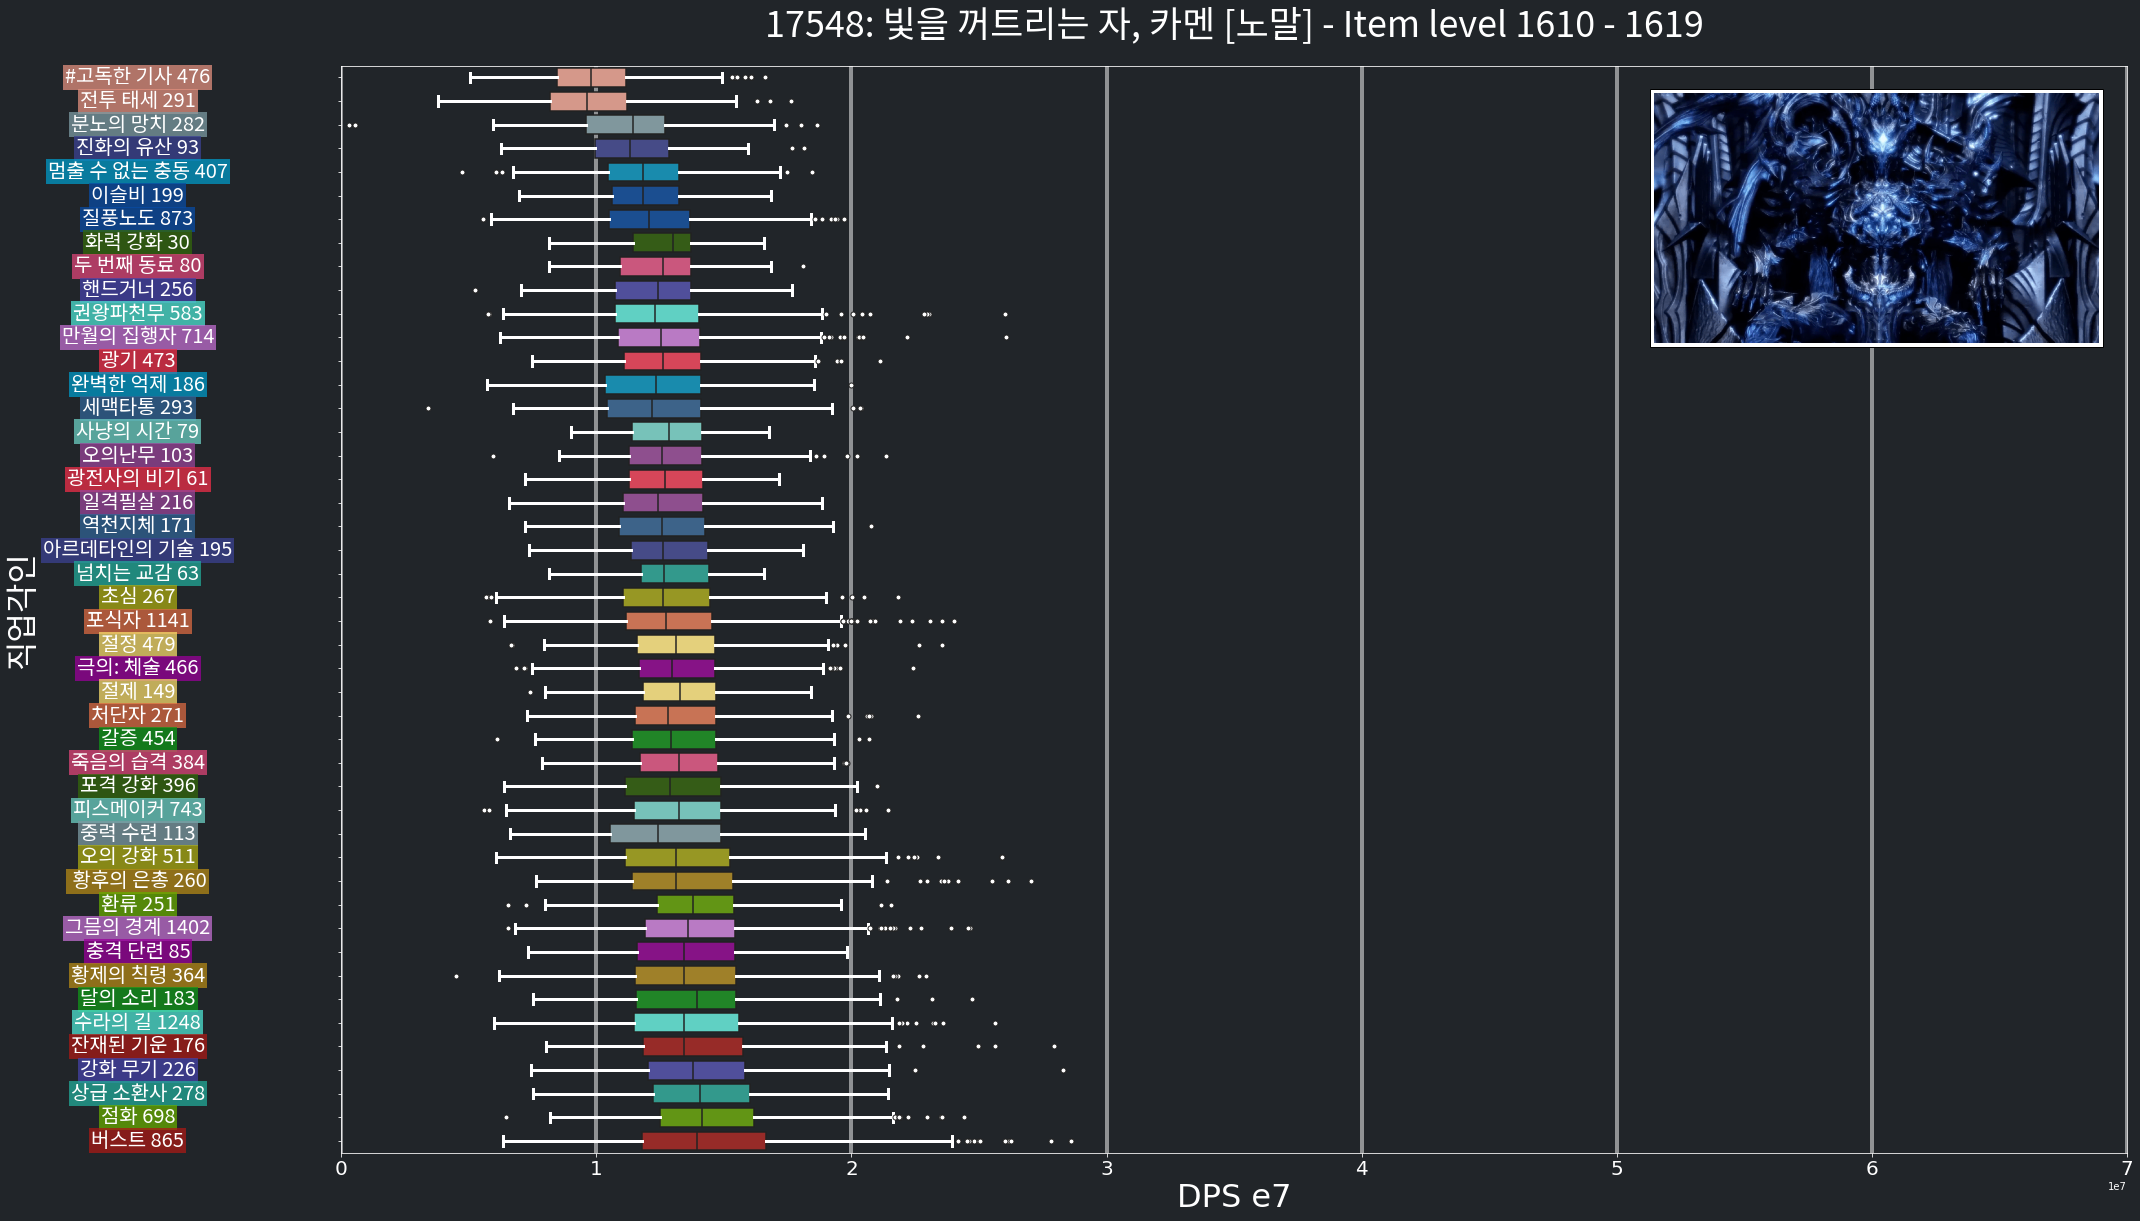 17548: 빛을 꺼트리는 자, 카멘 [노말] - Item level 1610 - 1619
#고독한 기사 476
전투 태세 291
분노의 망치 282
진화의 유산 93
멈출 수 없는 충동 407
이슬비 199
질풍노도 873
화력 강화 30
두 번째 동료 80
핸드거너 256
권왕파천무 583
만월의 집행자 714
광기 473
완벽한 억제 186
세맥타통 293
사냥의 시간 79
오의난무 103
광전사의 비기 61
일격필살 216
역천지체 171
아르데타인의 기술 195
넘치는 교감 63
초심 267
포식자 1141
절정 479
극의: 체술 466
절제 149
처단자 271
갈증 454
죽음의 습격 384
포격 강화 396
피스메이커 743
중력 수련 113
오의 강화 511
황후의 은총 260
환류 251
그믐의 경계 1402
충격 단련 85
황제의 칙령 364
달의 소리 183
수라의 길 1248
잔재된 기운 176
강화 무기 226
상급 소환사 278
점화 698
버스트 865
직업각인
0 1 2 3 4 5 6 7
DPS e7
1e7